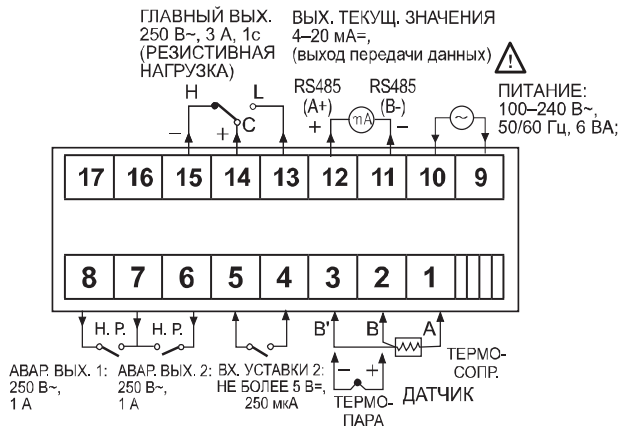 ГЛАВНЫЙ ВЫХ.
250 В~, 3 А, 1с
(РЕЗИСТИВНАЯ
НАГРУЗКА)
ВЫХ. ТЕКУЩ. ЗНАЧЕНИЯ
4–20 мА=,
(выход передачи данных)
ПИТАНИЕ:
100–240 В~,
50/60 Гц, 6 ВА;
H L
C
– +
RS485
(A+)
RS485
(B-)
+ mA –
~
17 16 15 14 13 12 11 10 9
8 7 6 5 4 3 2 1
Н. Р. Н. Р.
B' B A
АВАР. ВЫХ. 1:
250 В~,
1 А
АВАР. ВЫХ. 2:
250 В~,
1 А
ВХ. УСТАВКИ 2:
НЕ БОЛЕЕ 5 В=,
250 мкА
– +
ТЕРМО-
ПАРА
ДАТЧИК
ТЕРМО-
СОПР.